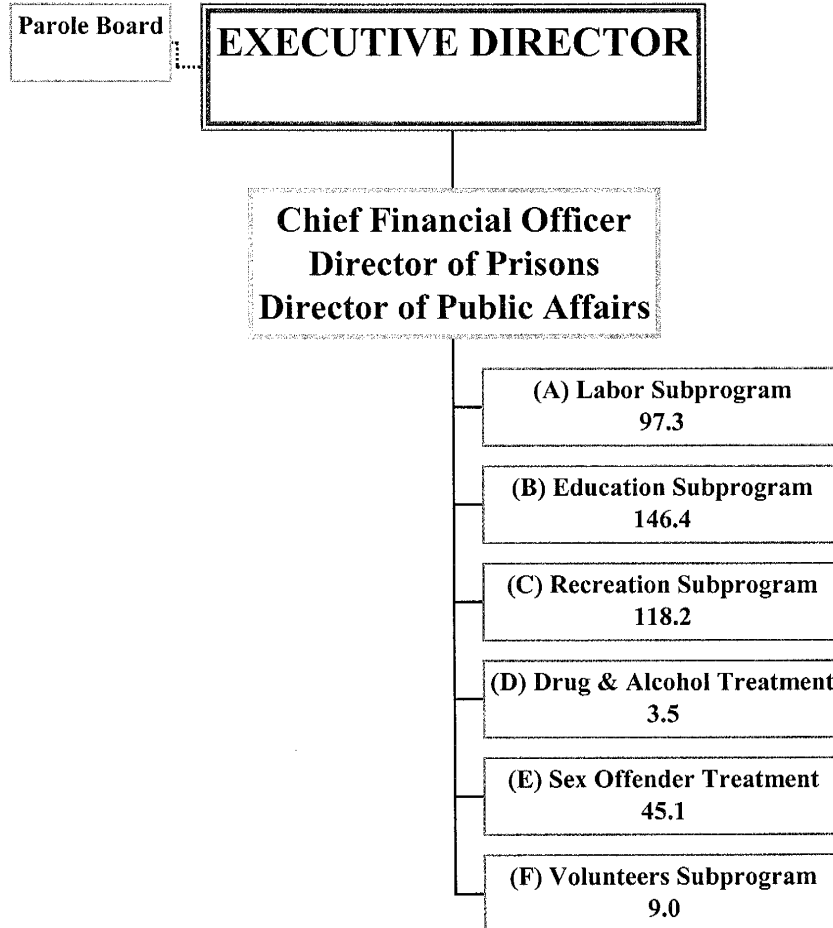 Parole Board
EXECUTIVE DIRECTOR
Chief Financial Officer
Director of Prisons
Director of Public Affairs
(A) Labor Subprogram
97.3
(B) Education Subprogram
146.4
(C) Recreation Subprogram
118.2
(D) Drug & Alcohol Treatment
3.5
(E) Sex Offender Treatment
45.1
(F) Volunteers Subprogram
9.0